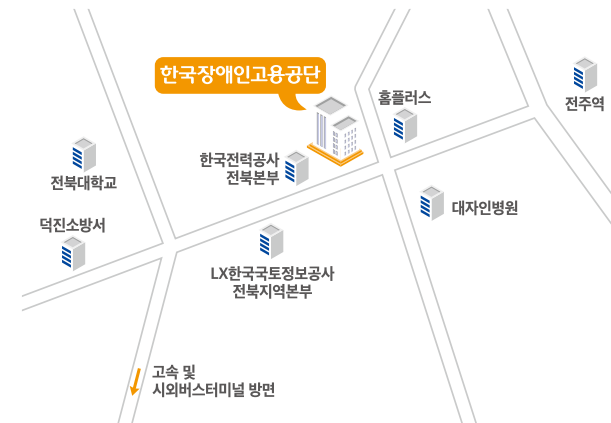 한국장애인고용공단
홈플러스
전주역
한국전력공사
전북본부
전북대학교
대자인병원
덕진소방서
LX한국국토정보공사
전북지역본부
고속 및
시외버스터미널 방면